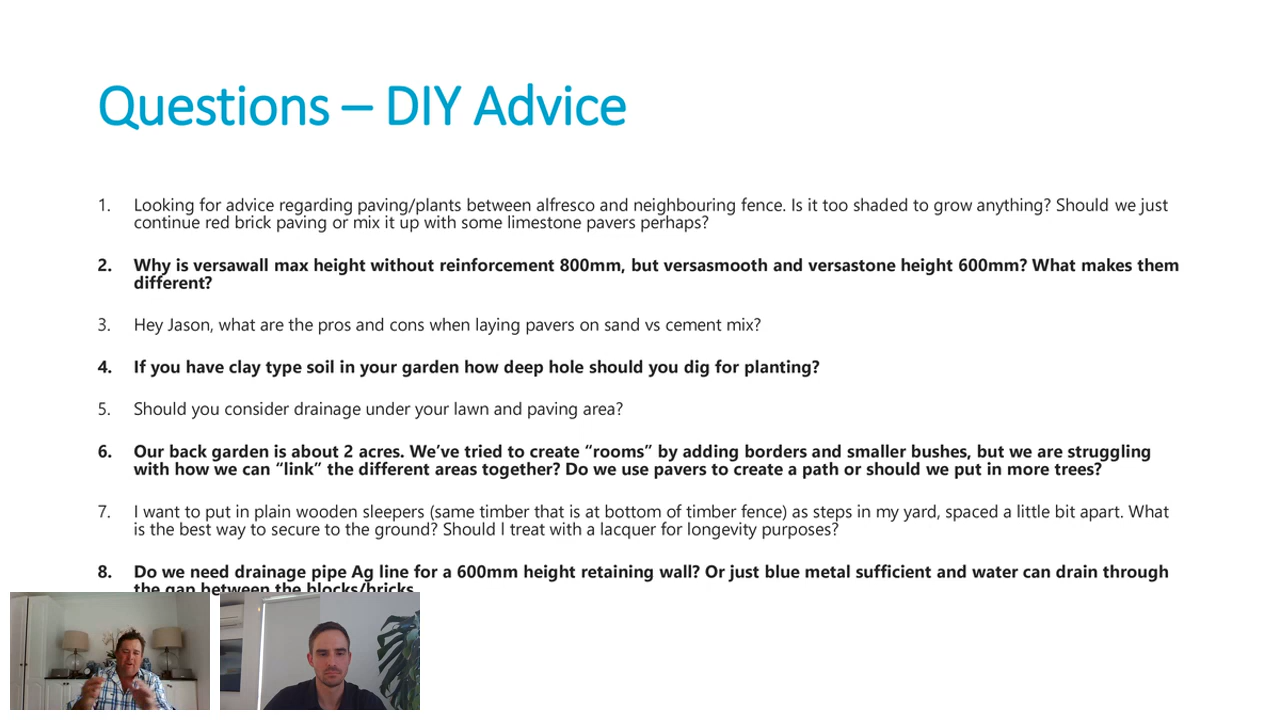 Questions – DIY Advice
1. Looking for advice regarding paving/plants between alfresco and neighbouring fence. Is it too shaded to grow anything? Should we just
continue red brick paving or mix it up with some limestone pavers perhaps?
2. Why is versawall max height without reinforcement 800mm, but versasmooth and versastone height 600mm? What makes them
different?
3. Hey Jason, what are the pros and cons when laying pavers on sand vs cement mix?
4. If you have clay type soil in your garden how deep hole should you dig for planting?
5. Should you consider drainage under your lawn and paving area?
6. Our back garden is about 2 acres. We’ve tried to create “rooms” by adding borders and smaller bushes, but we are struggling
with how we can “link” the different areas together? Do we use pavers to create a path or should we put in more trees?
7. I want to put in plain wooden sleepers (same timber that is at bottom of timber fence) as steps in my yard, spaced a little bit apart. What
is the best way to secure to the ground? Should I treat with a lacquer for longevity purposes?
8. Do we need drainage pipe Ag line for a 600mm height retaining wall? Or just blue metal sufficient and water can drain through
the gap between the blocks/bricks